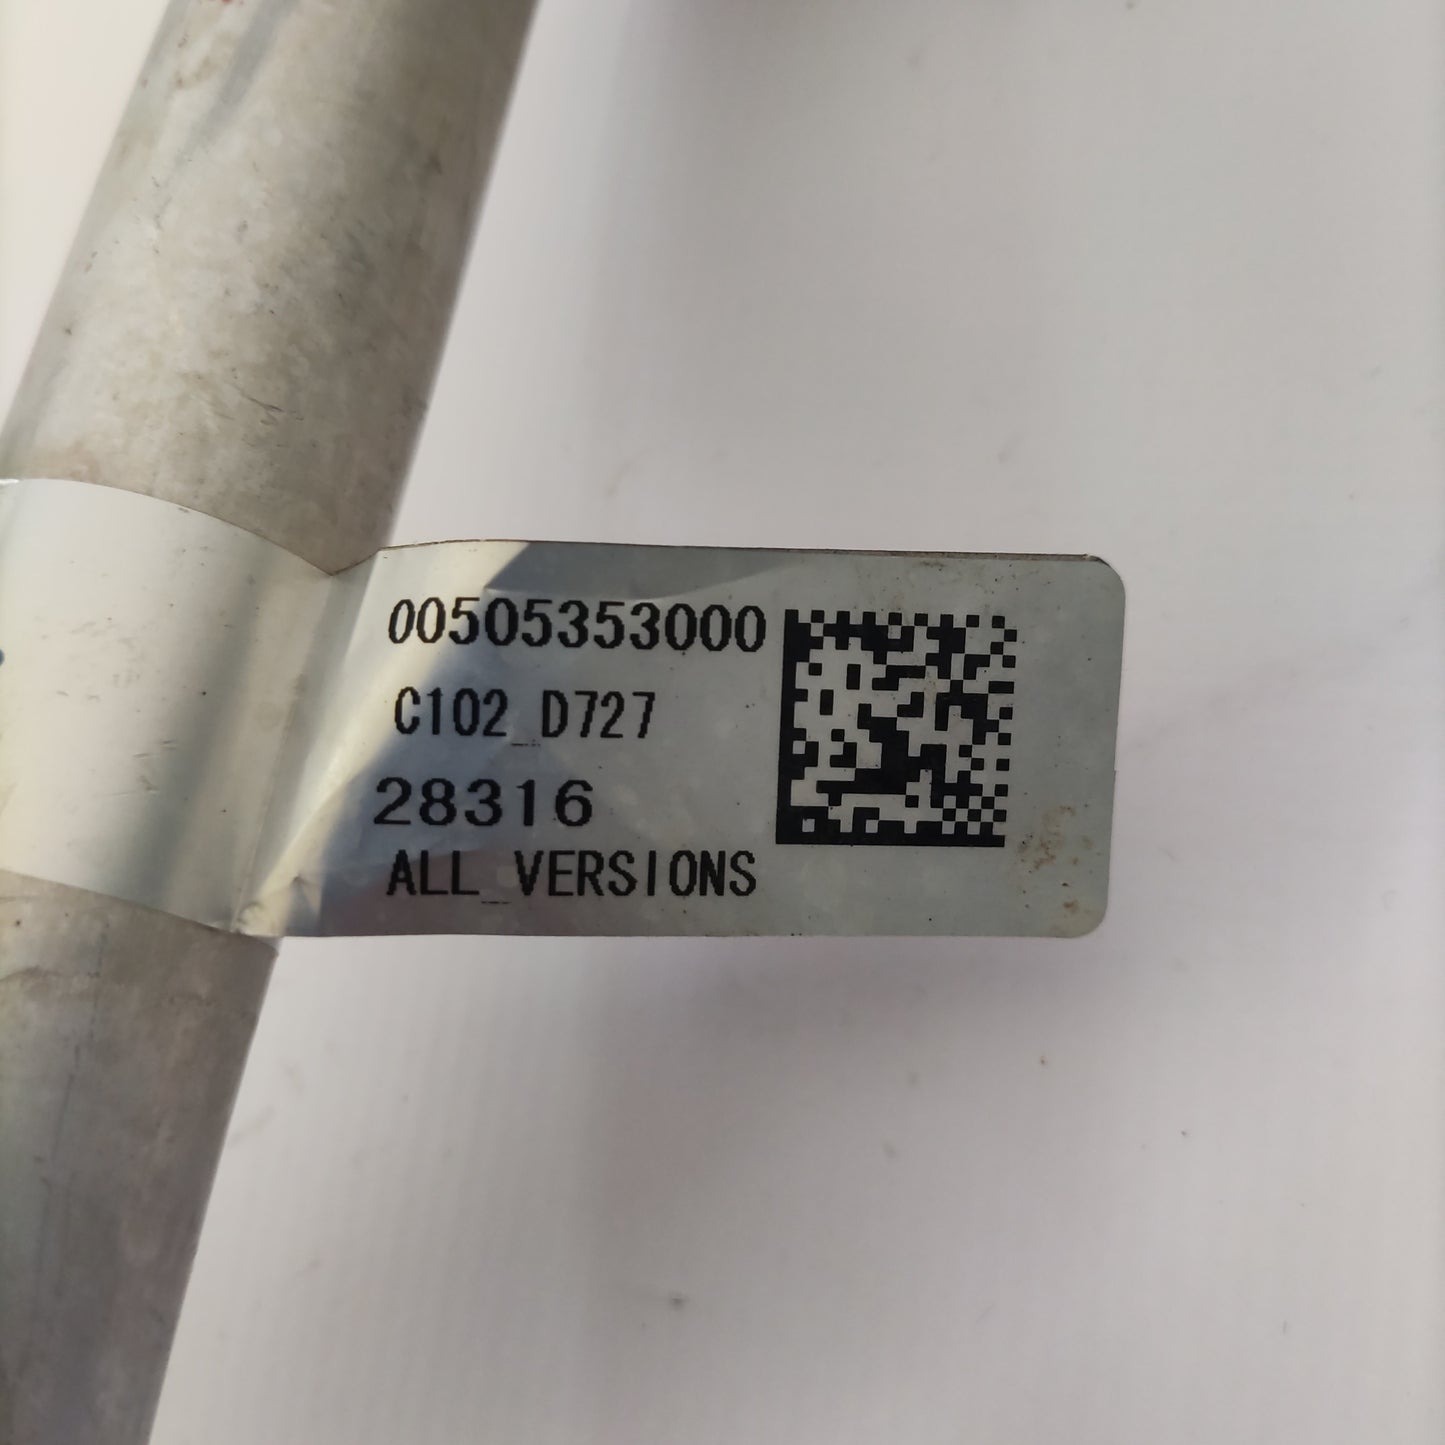 00505353000
C102_D727
28316
ALL_VERSIONS